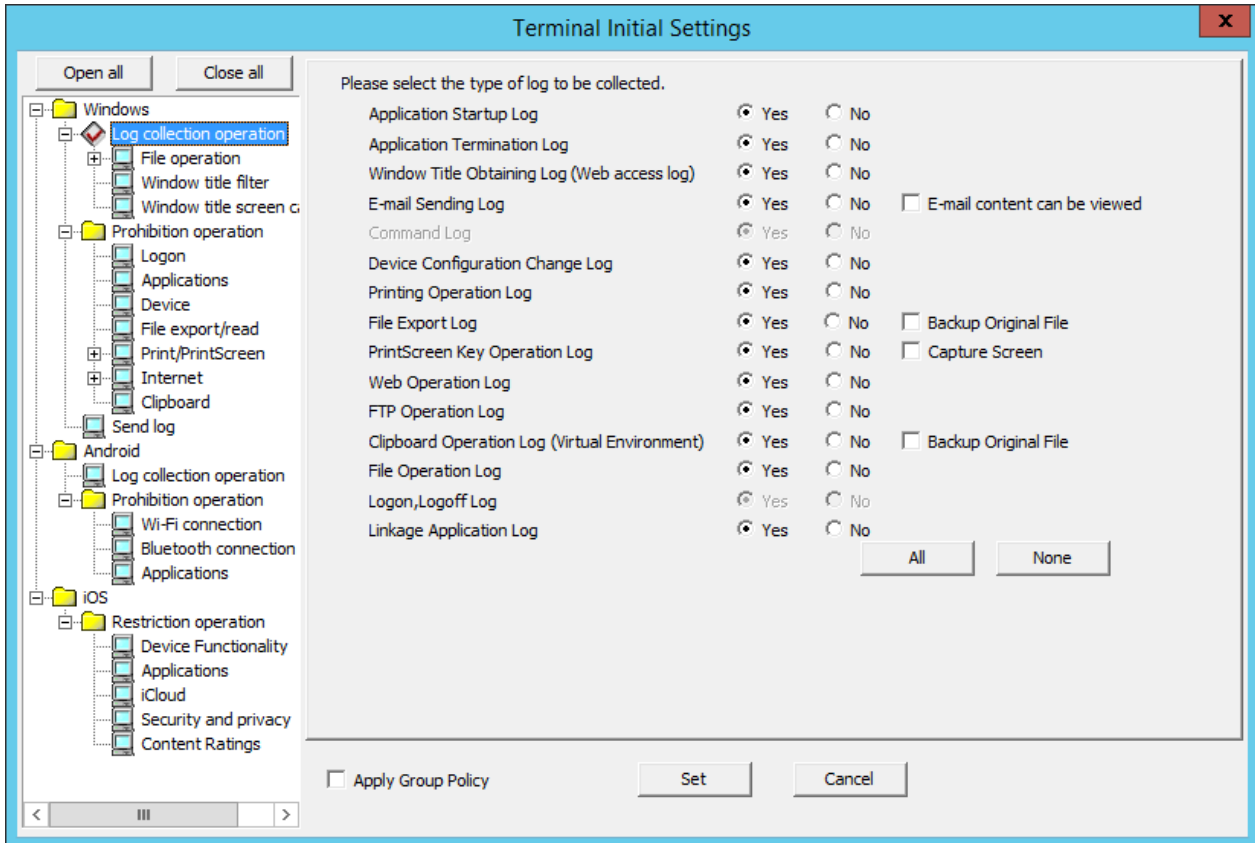 Terminal Initial Settings
x
Open all Close all
Windows
Log collection operation
File operation
Window title filter
Window title screen ca
Prohibition operation
Logon
Applications
Device
File export/read
Print/PrintScreen
Internet
Clipboard
Send log
Android
Log collection operation
Prohibition operation
Wi-Fi connection
Bluetooth connection
Applications
iOS
Restriction operation
Device Functionality
Applications
iCloud
Security and privacy
Content Ratings
Please select the type of log to be collected.
Application Startup Log Yes No
Application Termination Log Yes No
Window Title Obtaining Log (Web access log) Yes No
E-mail Sending Log Yes No E-mail content can be viewed
Command Log Yes No
Device Configuration Change Log Yes No
Printing Operation Log Yes No
File Export Log Yes No Backup Original File
PrintScreen Key Operation Log Yes No Capture Screen
Web Operation Log Yes No
FTP Operation Log Yes No
Clipboard Operation Log (Virtual Environment) Yes No Backup Original File
File Operation Log Yes No
Logon,Logoff Log Yes No
Linkage Application Log Yes No
All None
Apply Group Policy Set Cancel